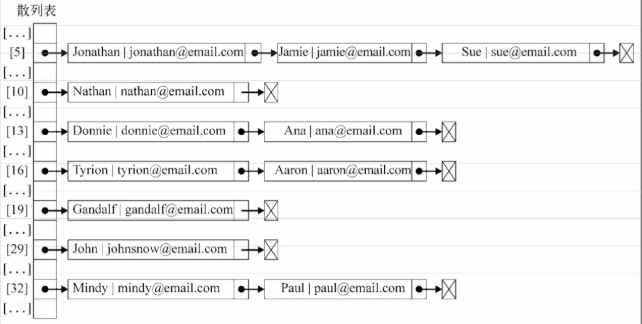 散列表
[...]
[5] Jonathan | jonathan@email.com Jamie | jamie@email.com Sue | sue@email.com
[...]
[10] Nathan | nathan@email.com
[...]
[13] Donnie | donnie@email,com Ana | ana@email.com
[...]
[16] Tyrion | tyrion@email.com Aaron | aaron@email.com
[...]
[19] Gandalf | gandalf@email.com
[...]
[29] John | johnsnow@email.com
[...]
[32] Mindy | mindy@email.com Paul | paul@email.com
[...]